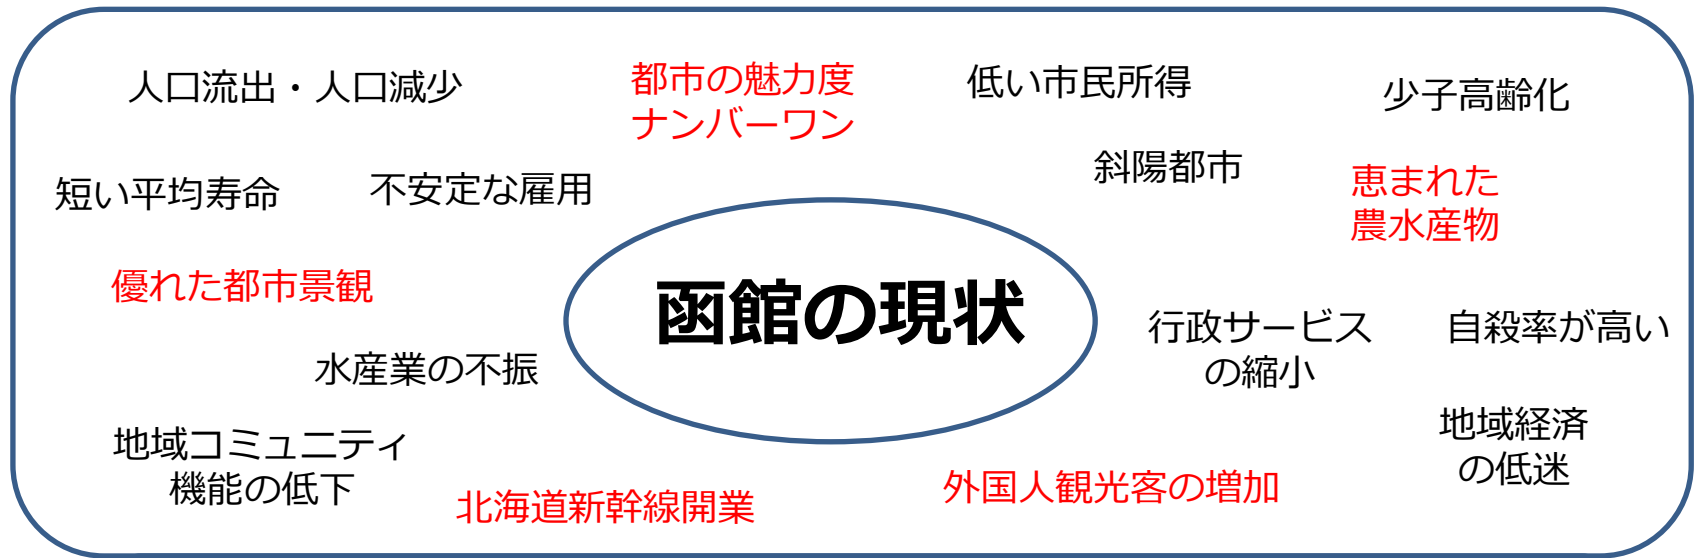 人口流出・人口減少
都市の魅力度
ナンバーワン
低い市民所得
少子高齢化
短い平均寿命
不安定な雇用
斜陽都市
恵まれた
農水産物
優れた都市景観
函館の現状
行政サービス
の縮小
自殺率が高い
水産業の不振
地域コミュニティ
機能の低下
北海道新幹線開業
外国人観光客の増加
地域経済
の低迷